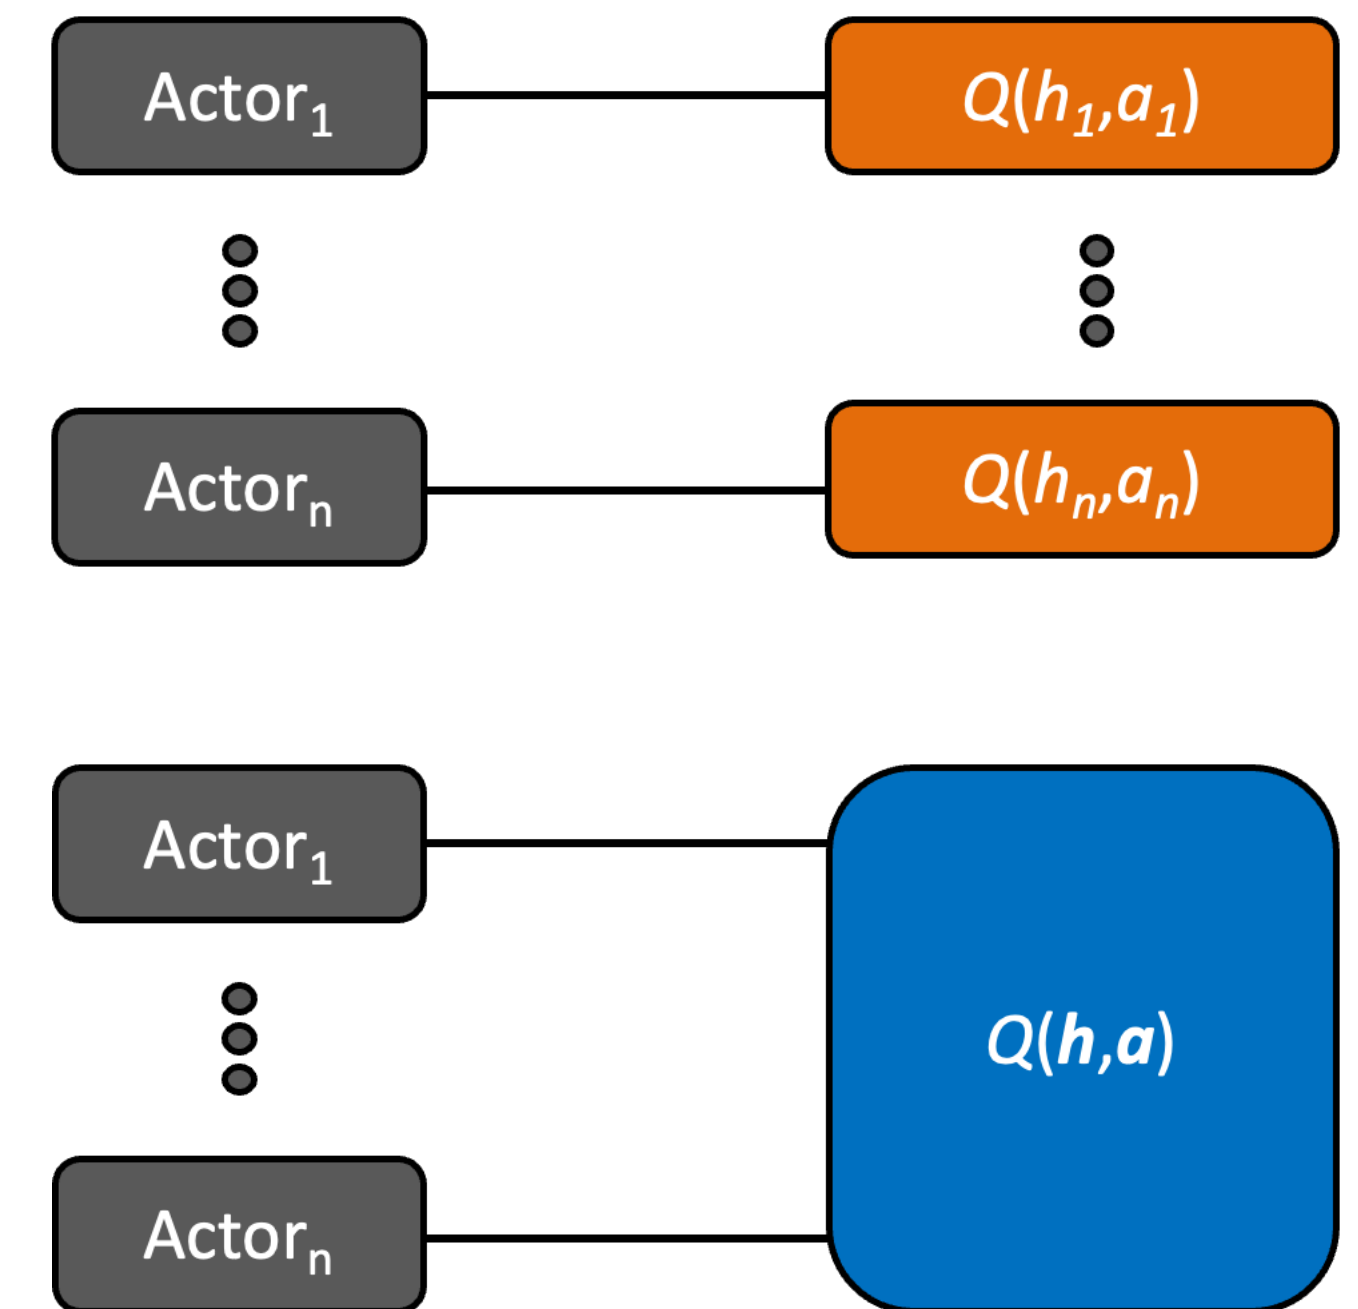 Actor₁
Q(h₁,a₁)
Actorₙ
Q(hₙ,aₙ)
Actor₁
Q(h,a)
Actorₙ